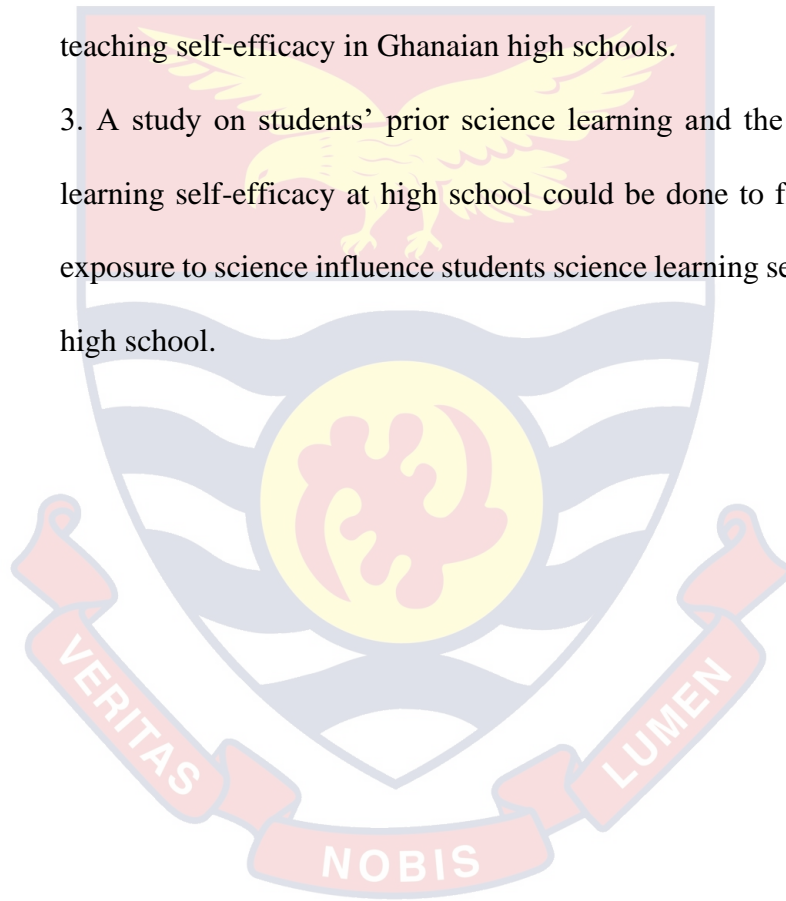 teaching self-efficacy in Ghanaian high schools.
3. A study on students’ prior science learning and the
learning self-efficacy at high school could be done to f
exposure to science influence students science learning se
high school.
VERITAS
NOBIS
LUMEN